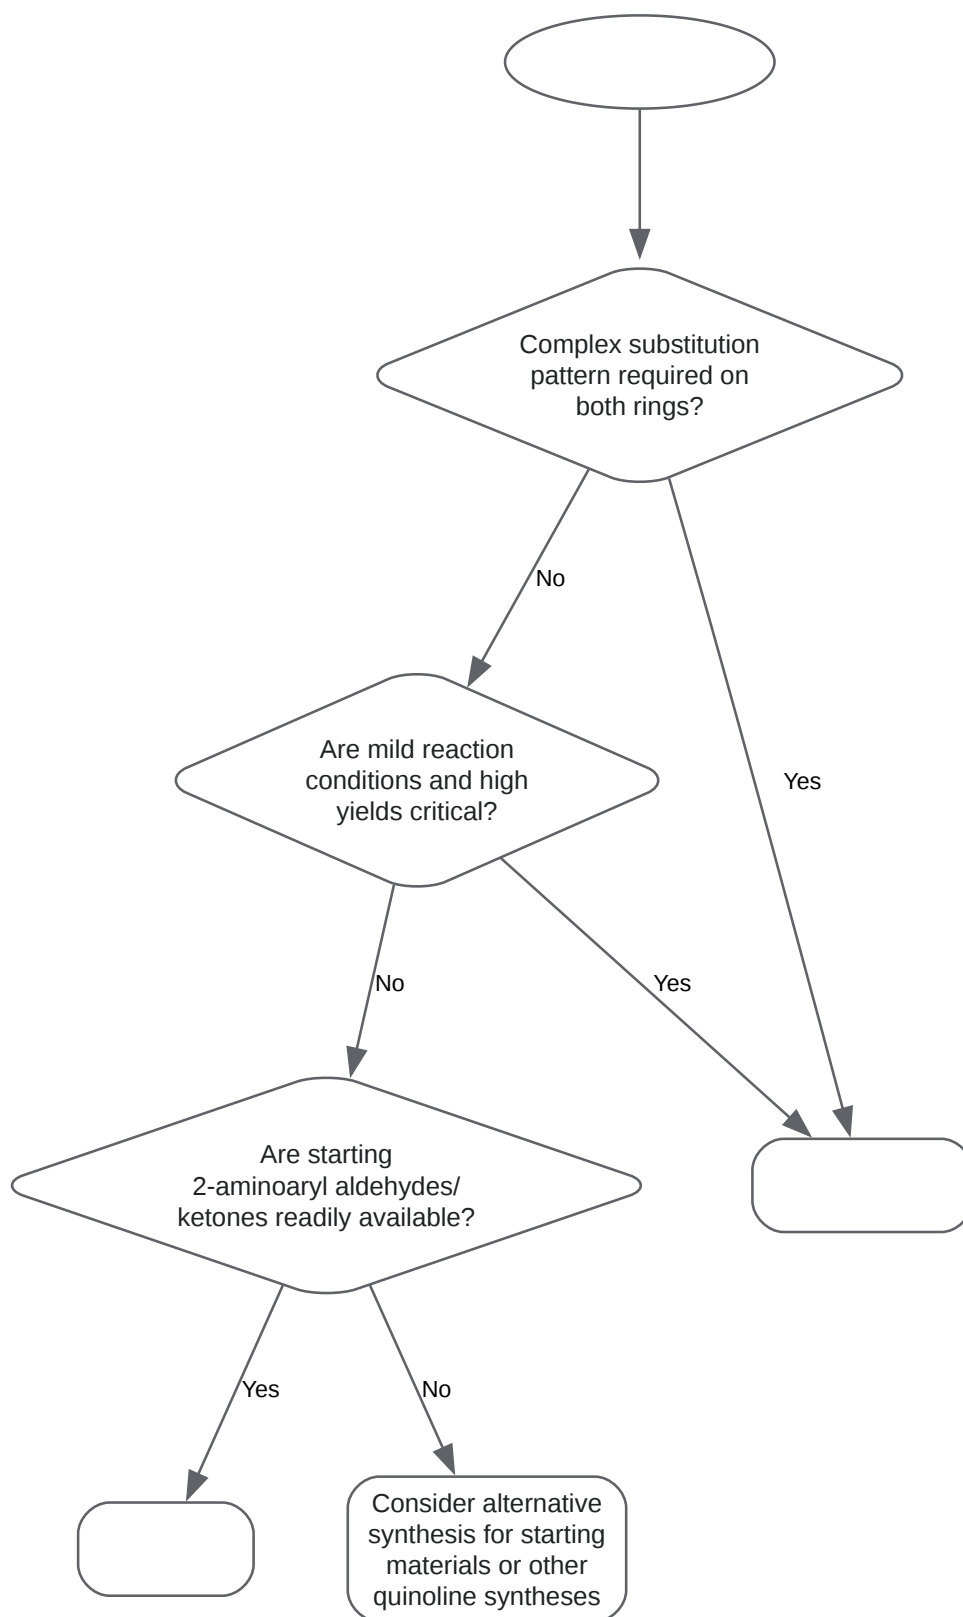 Complex substitution
pattern required on
both rings?
No
Are mild reaction
conditions and high
yields critical?
Yes
No
Yes
Are starting
2-aminoaryl aldehydes/
ketones readily available?
Yes
No
Consider alternative
synthesis for starting
materials or other
quinoline syntheses